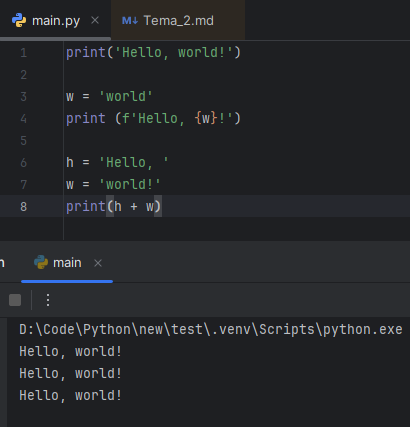 main.py
Tema_2.md
1 print('Hello, world!')
2
3 w = 'world'
4 print (f'Hello, {w}!')
5
6 h = 'Hello, '
7 w = 'world!'
8 print(h + w)
main
D:\Code\Python\new\test\.venv\Scripts\python.exe
Hello, world!
Hello, world!
Hello, world!